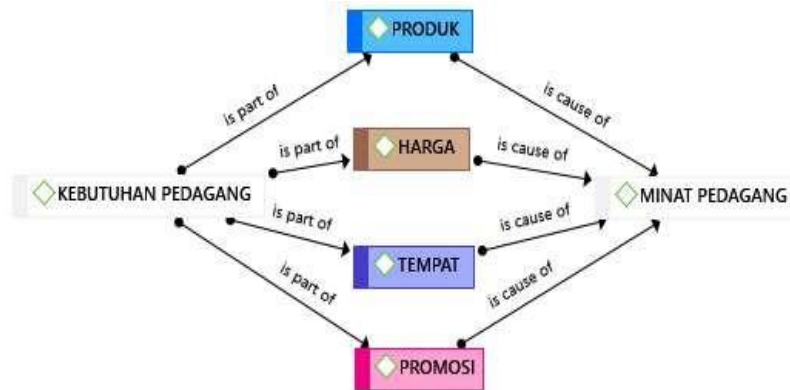 PRODUK
is part of
is cause of
HARGA
is part of
is cause of
KEBUTUHAN PEDAGANG
MINAT PEDAGANG
is part of
is cause of
TEMPAT
is part of
is cause of
PROMOSI